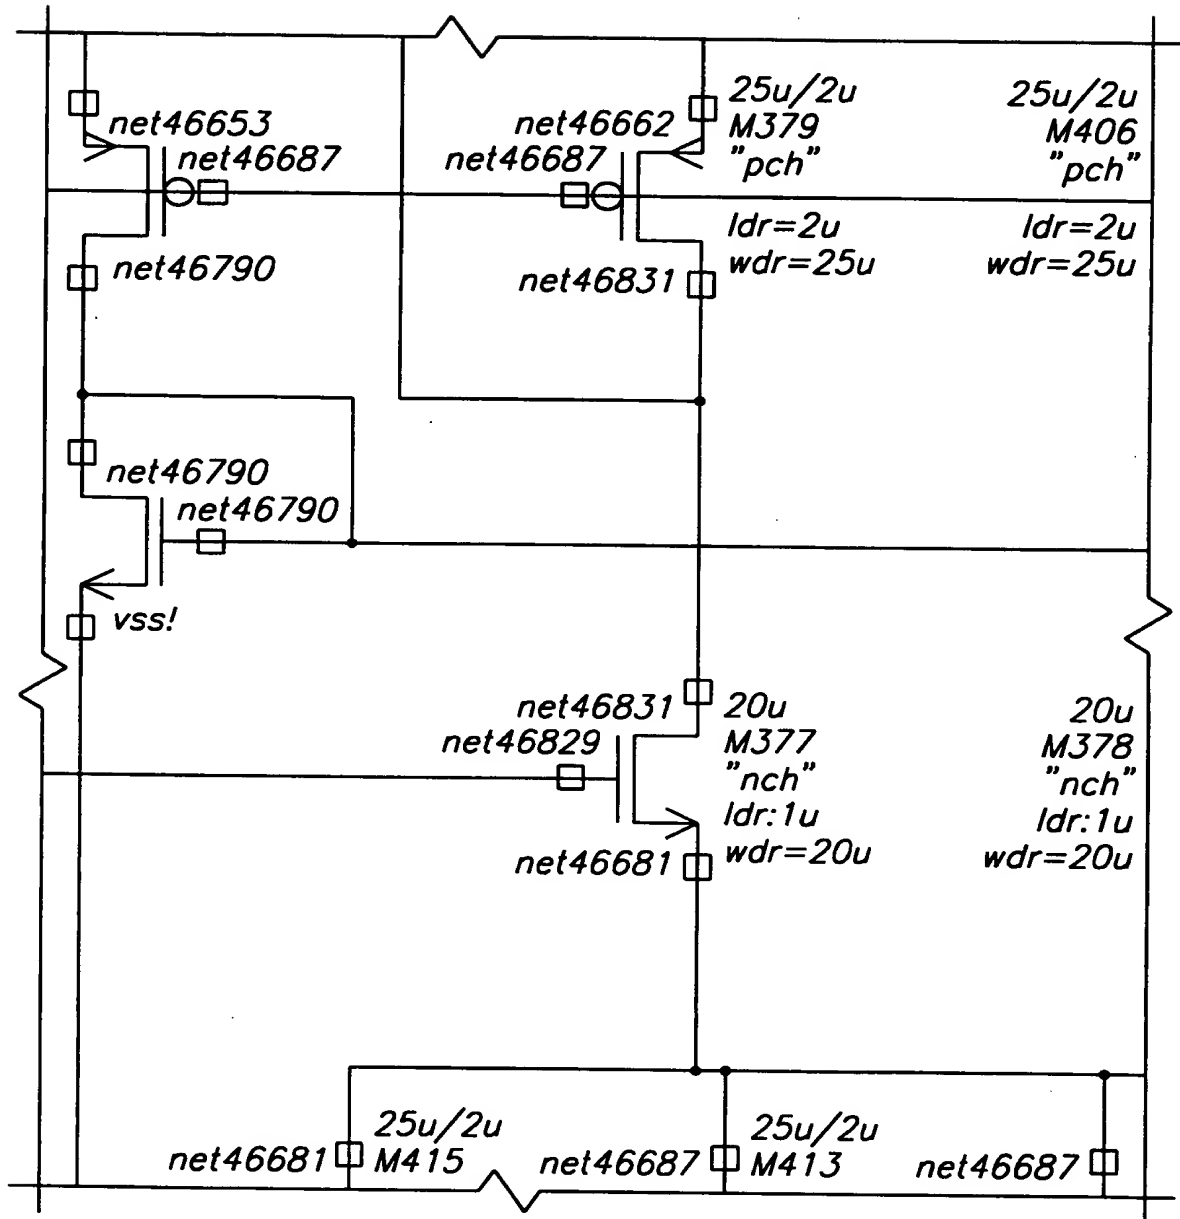 25u/2u
M379
"pch"
ldr=2u
wdr=25u
25u/2u
M406
"pch"
ldr=2u
wdr=25u
net46653
net46687
net46662
net46687
net46790
net46831
net46790
net46790
vss!
net46831
net46829
net46681
20u
M377
"nch"
ldr:1u
wdr=20u
20u
M378
"nch"
ldr:1u
wdr=20u
net46681
25u/2u
M415
net46687
25u/2u
M413
net46687